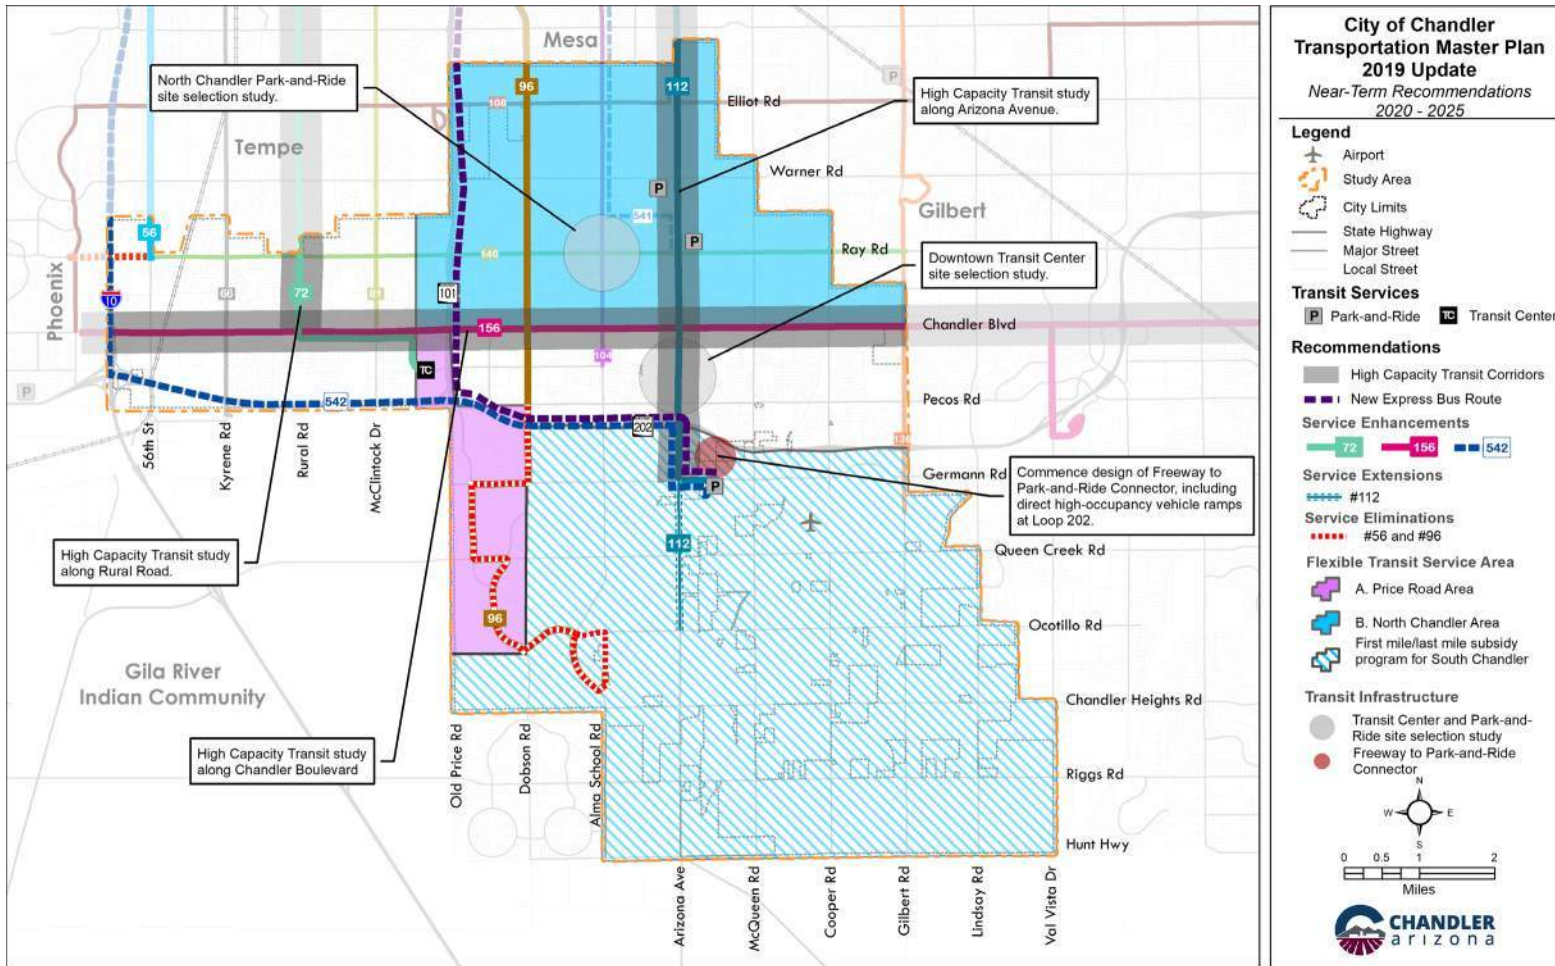 Mesa
North Chandler Park-and-Ride
site selection study.
96
112
108
Elliot Rd
High Capacity Transit study
along Arizona Avenue.
P
Tempe
Warner Rd
P
56
541
Gilbert
P
Ray Rd
140
Downtown Transit Center
site selection study.
Phoenix
10
66
72
81
101
156
Chandler Blvd
104
TC
P
542
Pecos Rd
202
136
56th St
Kyrene Rd
Rural Rd
McClintock Dr
Germann Rd
P
Commence design of Freeway to
Park-and-Ride Connector, including
direct high-occupancy vehicle ramps
at Loop 202.
High Capacity Transit study
along Rural Road.
112
Queen Creek Rd
96
Ocotillo Rd
Gila River
Indian Community
Chandler Heights Rd
High Capacity Transit study
along Chandler Boulevard
Old Price Rd
Dobson Rd
Alma School Rd
Riggs Rd
Hunt Hwy
Arizona Ave
McQueen Rd
Cooper Rd
Gilbert Rd
Lindsay Rd
Val Vista Dr
City of Chandler
Transportation Master Plan
2019 Update
Near-Term Recommendations
2020 - 2025
Legend
Airport
Study Area
City Limits
State Highway
Major Street
Local Street
Transit Services
P Park-and-Ride TC Transit Center
Recommendations
High Capacity Transit Corridors
New Express Bus Route
Service Enhancements
72 156 542
Service Extensions
#112
Service Eliminations
#56 and #96
Flexible Transit Service Area
A. Price Road Area
B. North Chandler Area
First mile/last mile subsidy
program for South Chandler
Transit Infrastructure
Transit Center and Park-and-
Ride site selection study
Freeway to Park-and-Ride
Connector
N
W E
S
0 0.5 1 2
Miles
CHANDLER
arizona